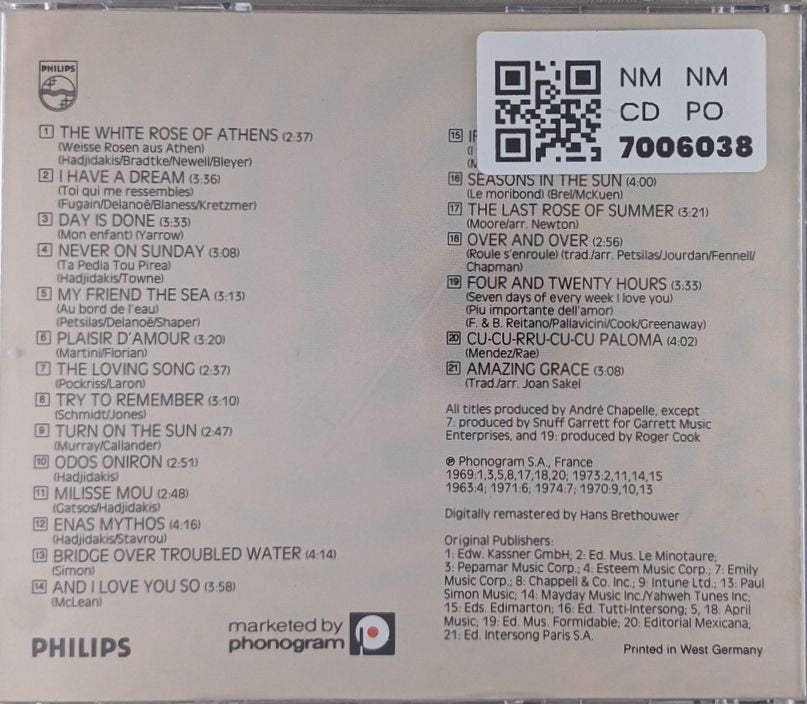 PHILIPS
1 THE WHITE ROSE OF ATHENS (2:37)
(Weisse Rosen aus Athen)
(Hadjidakis/Bradtke/Newell/Bleyer)
2 I HAVE A DREAM (3:36)
(Toi qui me ressembles)
(Fugain/Delanoë/Blaness/Kretzmer)
3 DAY IS DONE (3:33)
(Mon enfant) (Yarrow)
4 NEVER ON SUNDAY (3:08)
(Ta Pedia Tou Pirea)
(Hadjidakis/Towne)
5 MY FRIEND THE SEA (3:13)
(Au bord de l'eau)
(Petsilas/Delanoë/Shaper)
6 PLAISIR D'AMOUR (3:20)
(Martini/Florian)
7 THE LOVING SONG (2:37)
(Pockriss/Laron)
8 TRY TO REMEMBER (3:10)
(Schmidt/Jones)
9 TURN ON THE SUN (2:47)
(Murray/Callander)
10 ODOS ONIRON (2:51)
(Hadjidakis)
11 MILISSE MOU (2:48)
(Gatsos/Hadjidakis)
12 ENAS MYTHOS (4:16)
(Hadjidakis/Stavrou)
13 BRIDGE OVER TROUBLED WATER (4:14)
(Simon)
14 AND I LOVE YOU SO (3:58)
(McLean)
PHILIPS
marketed by
phonogram
NM NM
CD PO
7006038
15
16 SEASONS IN THE SUN (4:00)
(Le moribond) (Brel/McKuen)
17 THE LAST ROSE OF SUMMER (3:21)
(Moore/arr. Newton)
18 OVER AND OVER (2:56)
(Roule s'enroule) (trad./arr. Petsilas/Jourdan/Fennell/
Chapman)
19 FOUR AND TWENTY HOURS (3:33)
(Seven days of every week I love you)
(Piu importante dell'amor)
(F. & B. Reitano/Pallavicini/Cook/Greenaway)
20 CU-CU-RRU-CU-CU PALOMA (4:02)
(Mendez/Rae)
21 AMAZING GRACE (3:08)
(Trad./arr. Joan Sakel
All titles produced by André Chapelle, except
7: produced by Snuff Garrett for Garrett Music
Enterprises, and 19: produced by Roger Cook
℗ Phonogram S.A., France
1969:1,3,5,8,17,18,20; 1973:2,11,14,15
1963:4; 1971:6; 1974:7; 1970:9,10,13
Digitally remastered by Hans Brethouwer
Original Publishers:
1: Edw. Kassner GmbH; 2: Ed. Mus. Le Minotaure;
3: Pepamar Music Corp.; 4: Esteem Music Corp.; 7: Emily
Music Corp.; 8: Chappell & Co. Inc.; 9: Intune Ltd.; 13: Paul
Simon Music; 14: Mayday Music Inc./Yahweh Tunes Inc;
15: Eds. Edimarton; 16: Ed. Tutti-Intersong; 5, 18: April
Music; 19: Ed. Mus. Formidable; 20: Editorial Mexicana;
21: Ed. Intersong Paris S.A.
Printed in West Germany